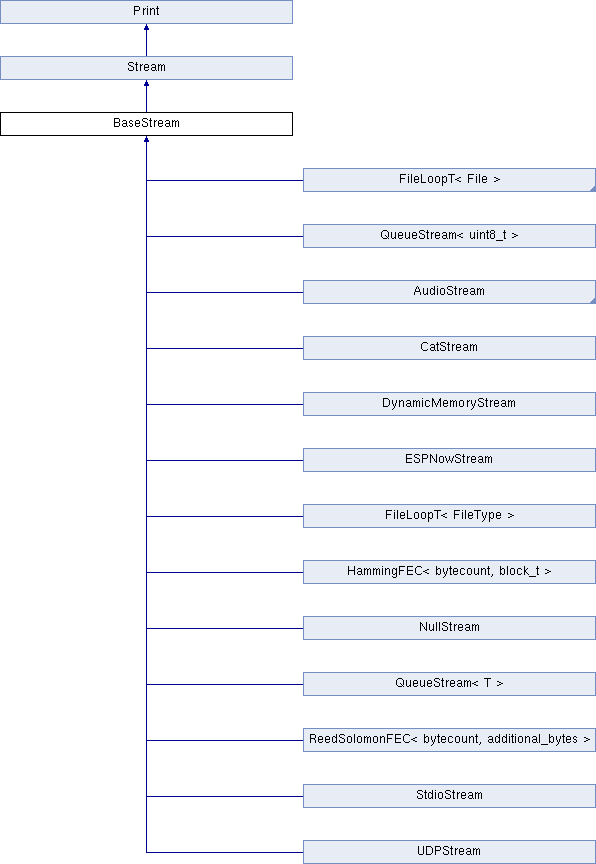 Print
Stream
BaseStream
FileLoopT< File >
QueueStream< uint8_t >
AudioStream
CatStream
DynamicMemoryStream
ESPNowStream
FileLoopT< FileType >
HammingFEC< bytecount, block_t >
NullStream
QueueStream< T >
ReedSolomonFEC< bytecount, additional_bytes >
StdioStream
UDPStream